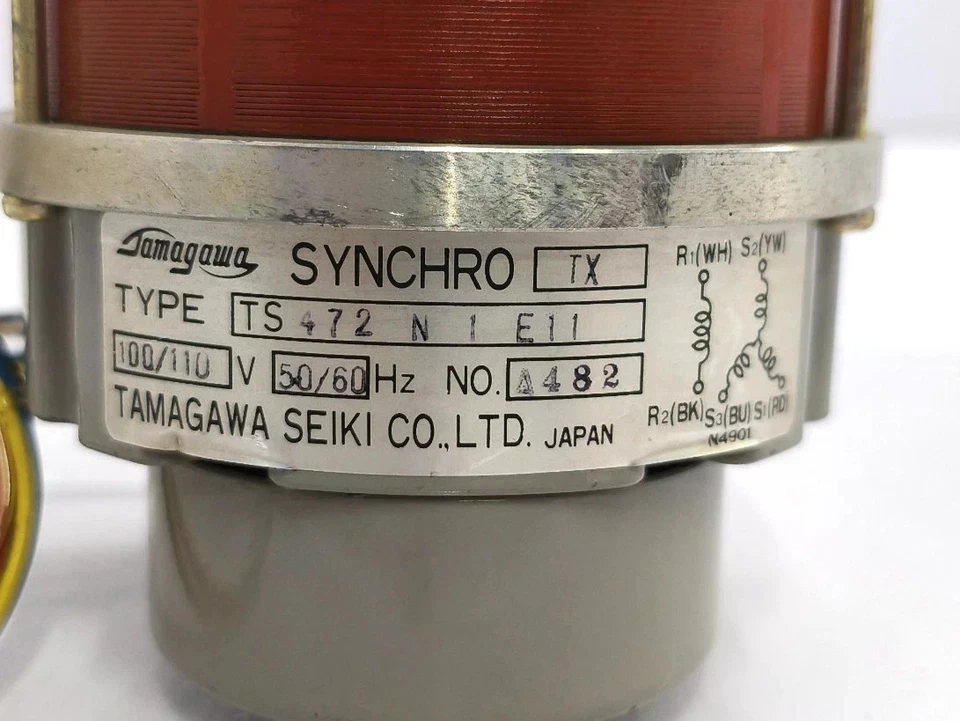 Tamagawa SYNCHRO TX
TYPE TS 472 N 1 E11
100/110 V 50/60 Hz NO. A482
TAMAGAWA SEIKI CO.,LTD. JAPAN
R1(WH) S2(YW)
R2(BK) S3(BU) S1(RD)
N4901